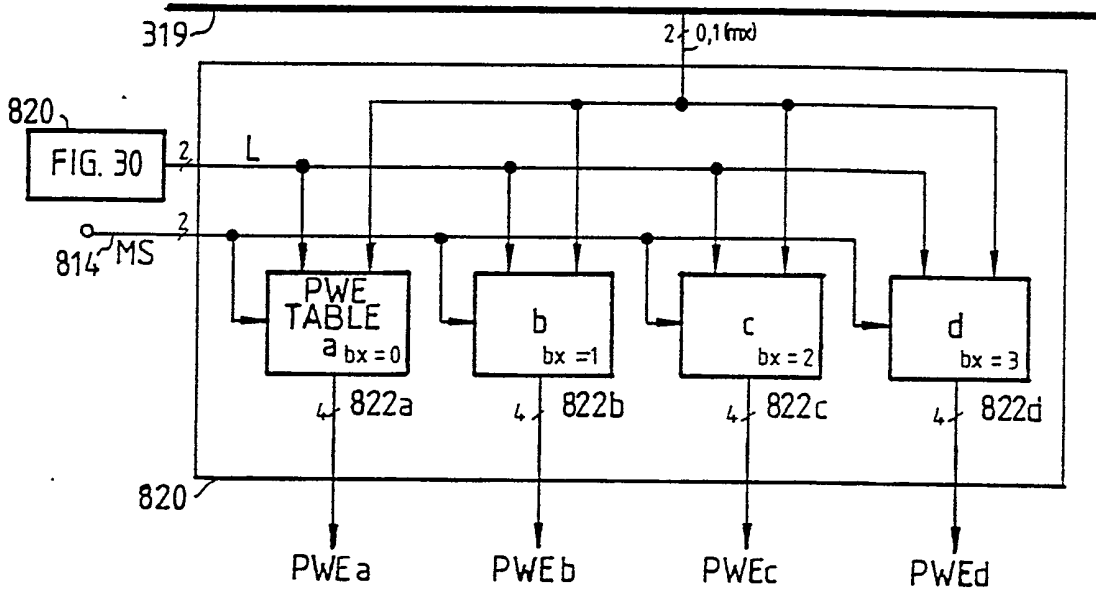 319
2 0,1(mx)
820
FIG. 30
2
L
814
MS
2
PWE
TABLE
a bx = 0
b
bx = 1
c
bx = 2
d
bx = 3
4 822a
4 822b
4 822c
4 822d
820
PWEa
PWEb
PWEc
PWEd